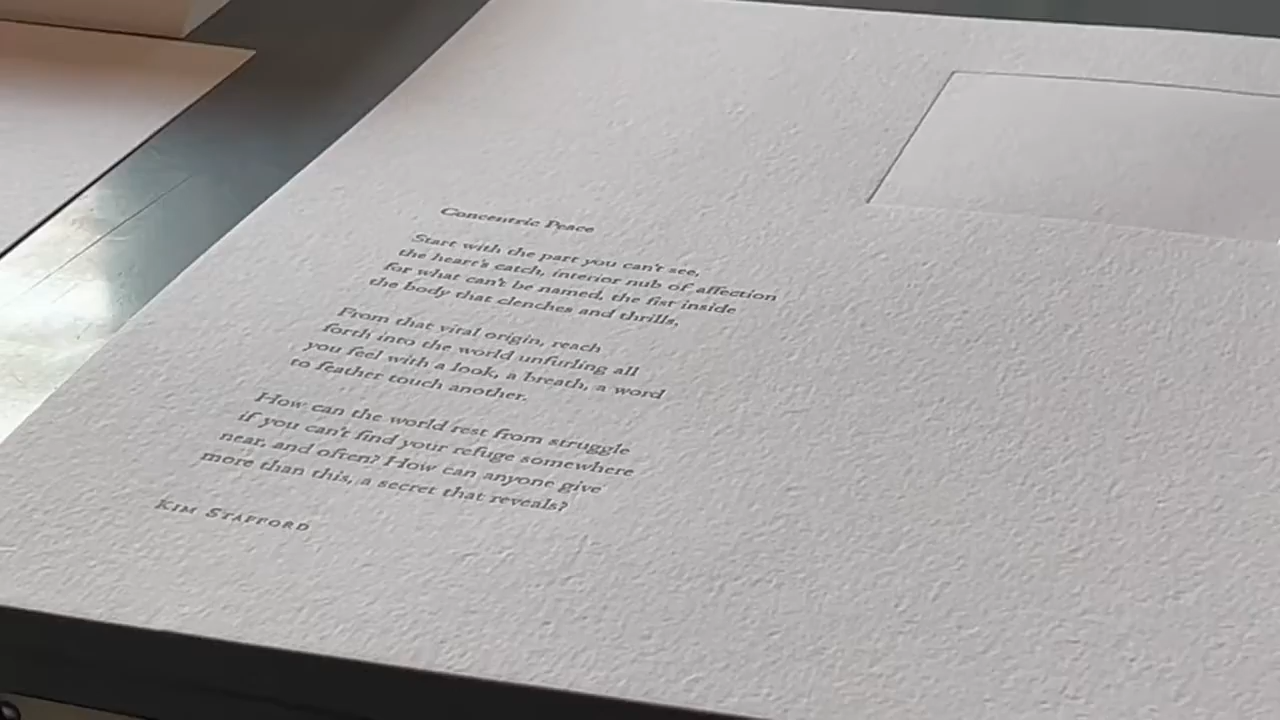 Concentric Peace
Start with the part you can't see,
the heart's catch, interior nub of affection
for what can't be named, the fist inside
the body that clenches and thrills,
From that vital origin, reach
forth into the world unfurling all
you feel with a look, a breath, a word
to feather touch another.
How can the world rest from struggle
if you can't find your refuge somewhere
near, and often? How can anyone give
more than this, a secret that reveals?
KIM STAFFORD